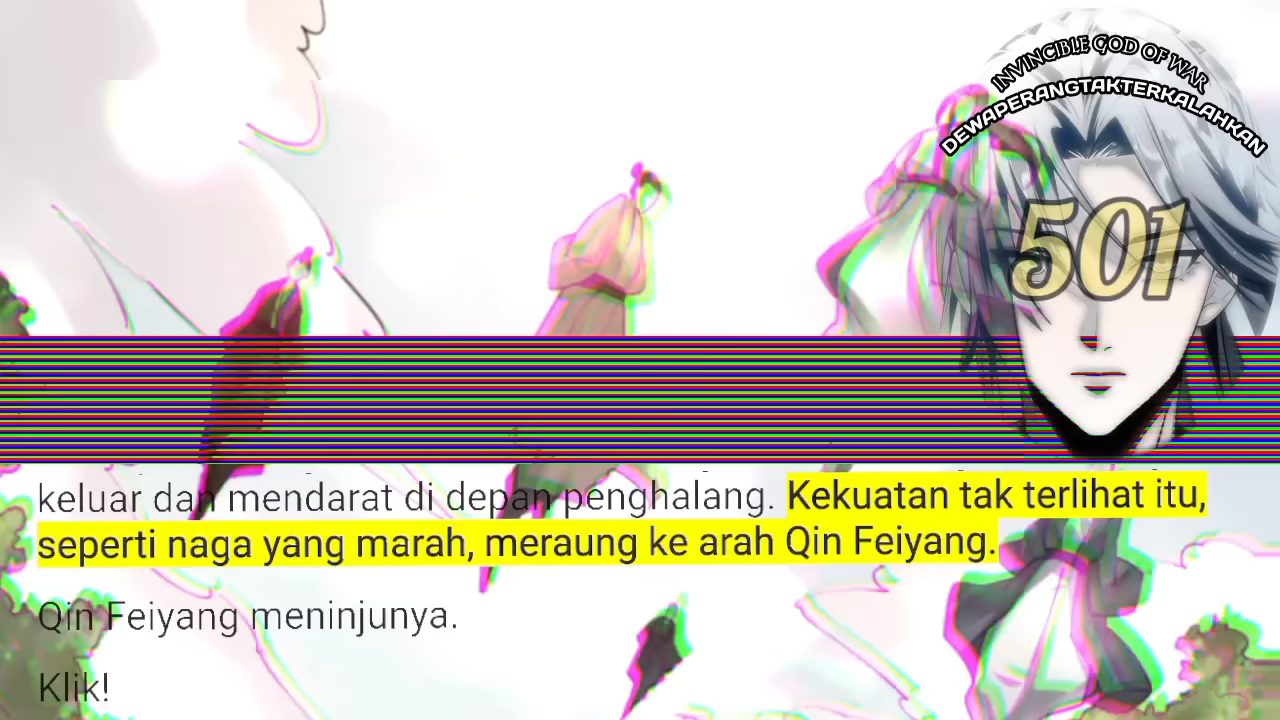 INVINCIBLE GOD OF WAR
DEWAPERANGTAKTERKALAHKAN
501
keluar dan mendarat di depan penghalang. Kekuatan tak terlihat itu,
seperti naga yang marah, meraung ke arah Qin Feiyang.
Qin Feiyang meninjunya.
Klik!